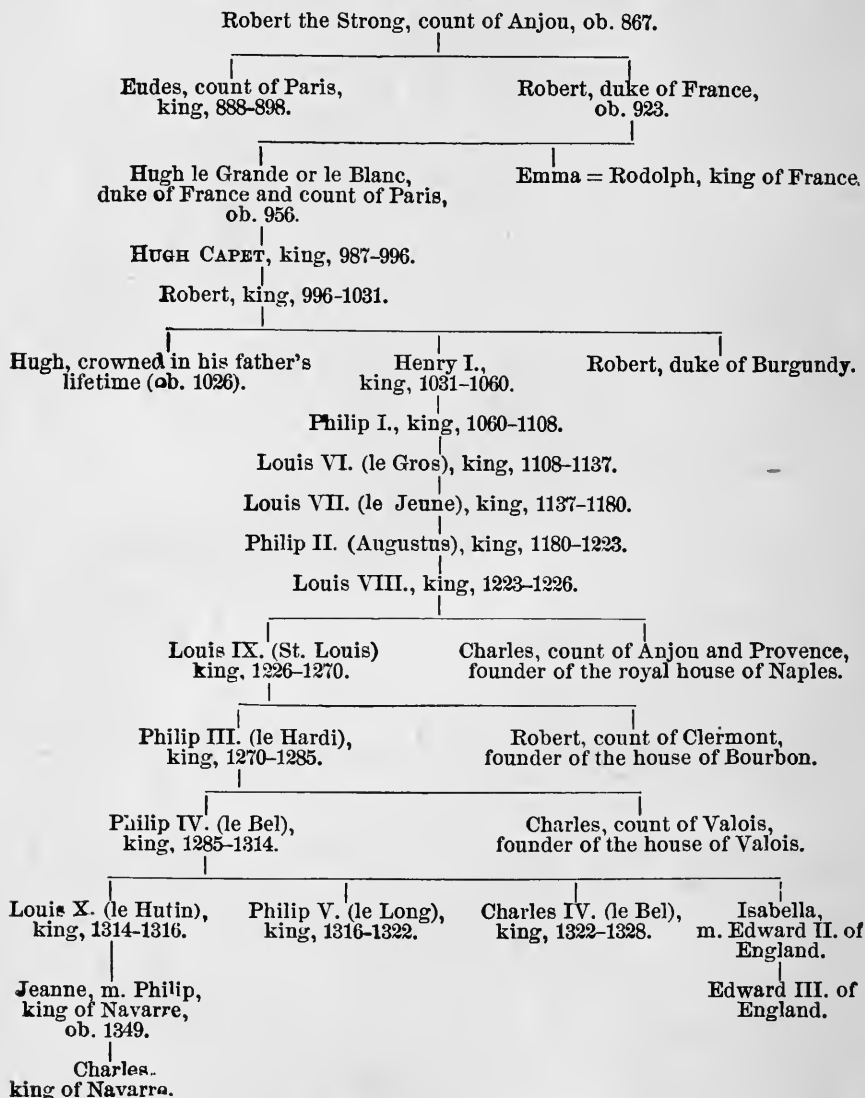 Robert the Strong, count of Anjou, ob. 867.
Eudes, count of Paris,
king, 888-898.
Robert, duke of France,
ob. 923.
Hugh le Grande or le Blanc,
duke of France and count of Paris,
ob. 956.
Emma = Rodolph, king of France.
HUGH CAPET, king, 987-996.
Robert, king, 996-1031.
Hugh, crowned in his father's
lifetime (ob. 1026).
Henry I.,
king, 1031-1060.
Robert, duke of Burgundy.
Philip I., king, 1060-1108.
Louis VI. (le Gros), king, 1108-1137.
Louis VII. (le Jeune), king, 1137-1180.
Philip II. (Augustus), king, 1180-1223.
Louis VIII., king, 1223-1226.
Louis IX. (St. Louis)
king, 1226-1270.
Charles, count of Anjou and Provence,
founder of the royal house of Naples.
Philip III. (le Hardi),
king, 1270-1285.
Robert, count of Clermont,
founder of the house of Bourbon.
Philip IV. (le Bel),
king, 1285-1314.
Charles, count of Valois,
founder of the house of Valois.
Louis X. (le Hutin),
king, 1314-1316.
Philip V. (le Long),
king, 1316-1322.
Charles IV. (le Bel),
king, 1322-1328.
Isabella,
m. Edward II. of
England.
Jeanne, m. Philip,
king of Navarre,
ob. 1349.
Edward III. of
England.
Charles,
king of Navarre.